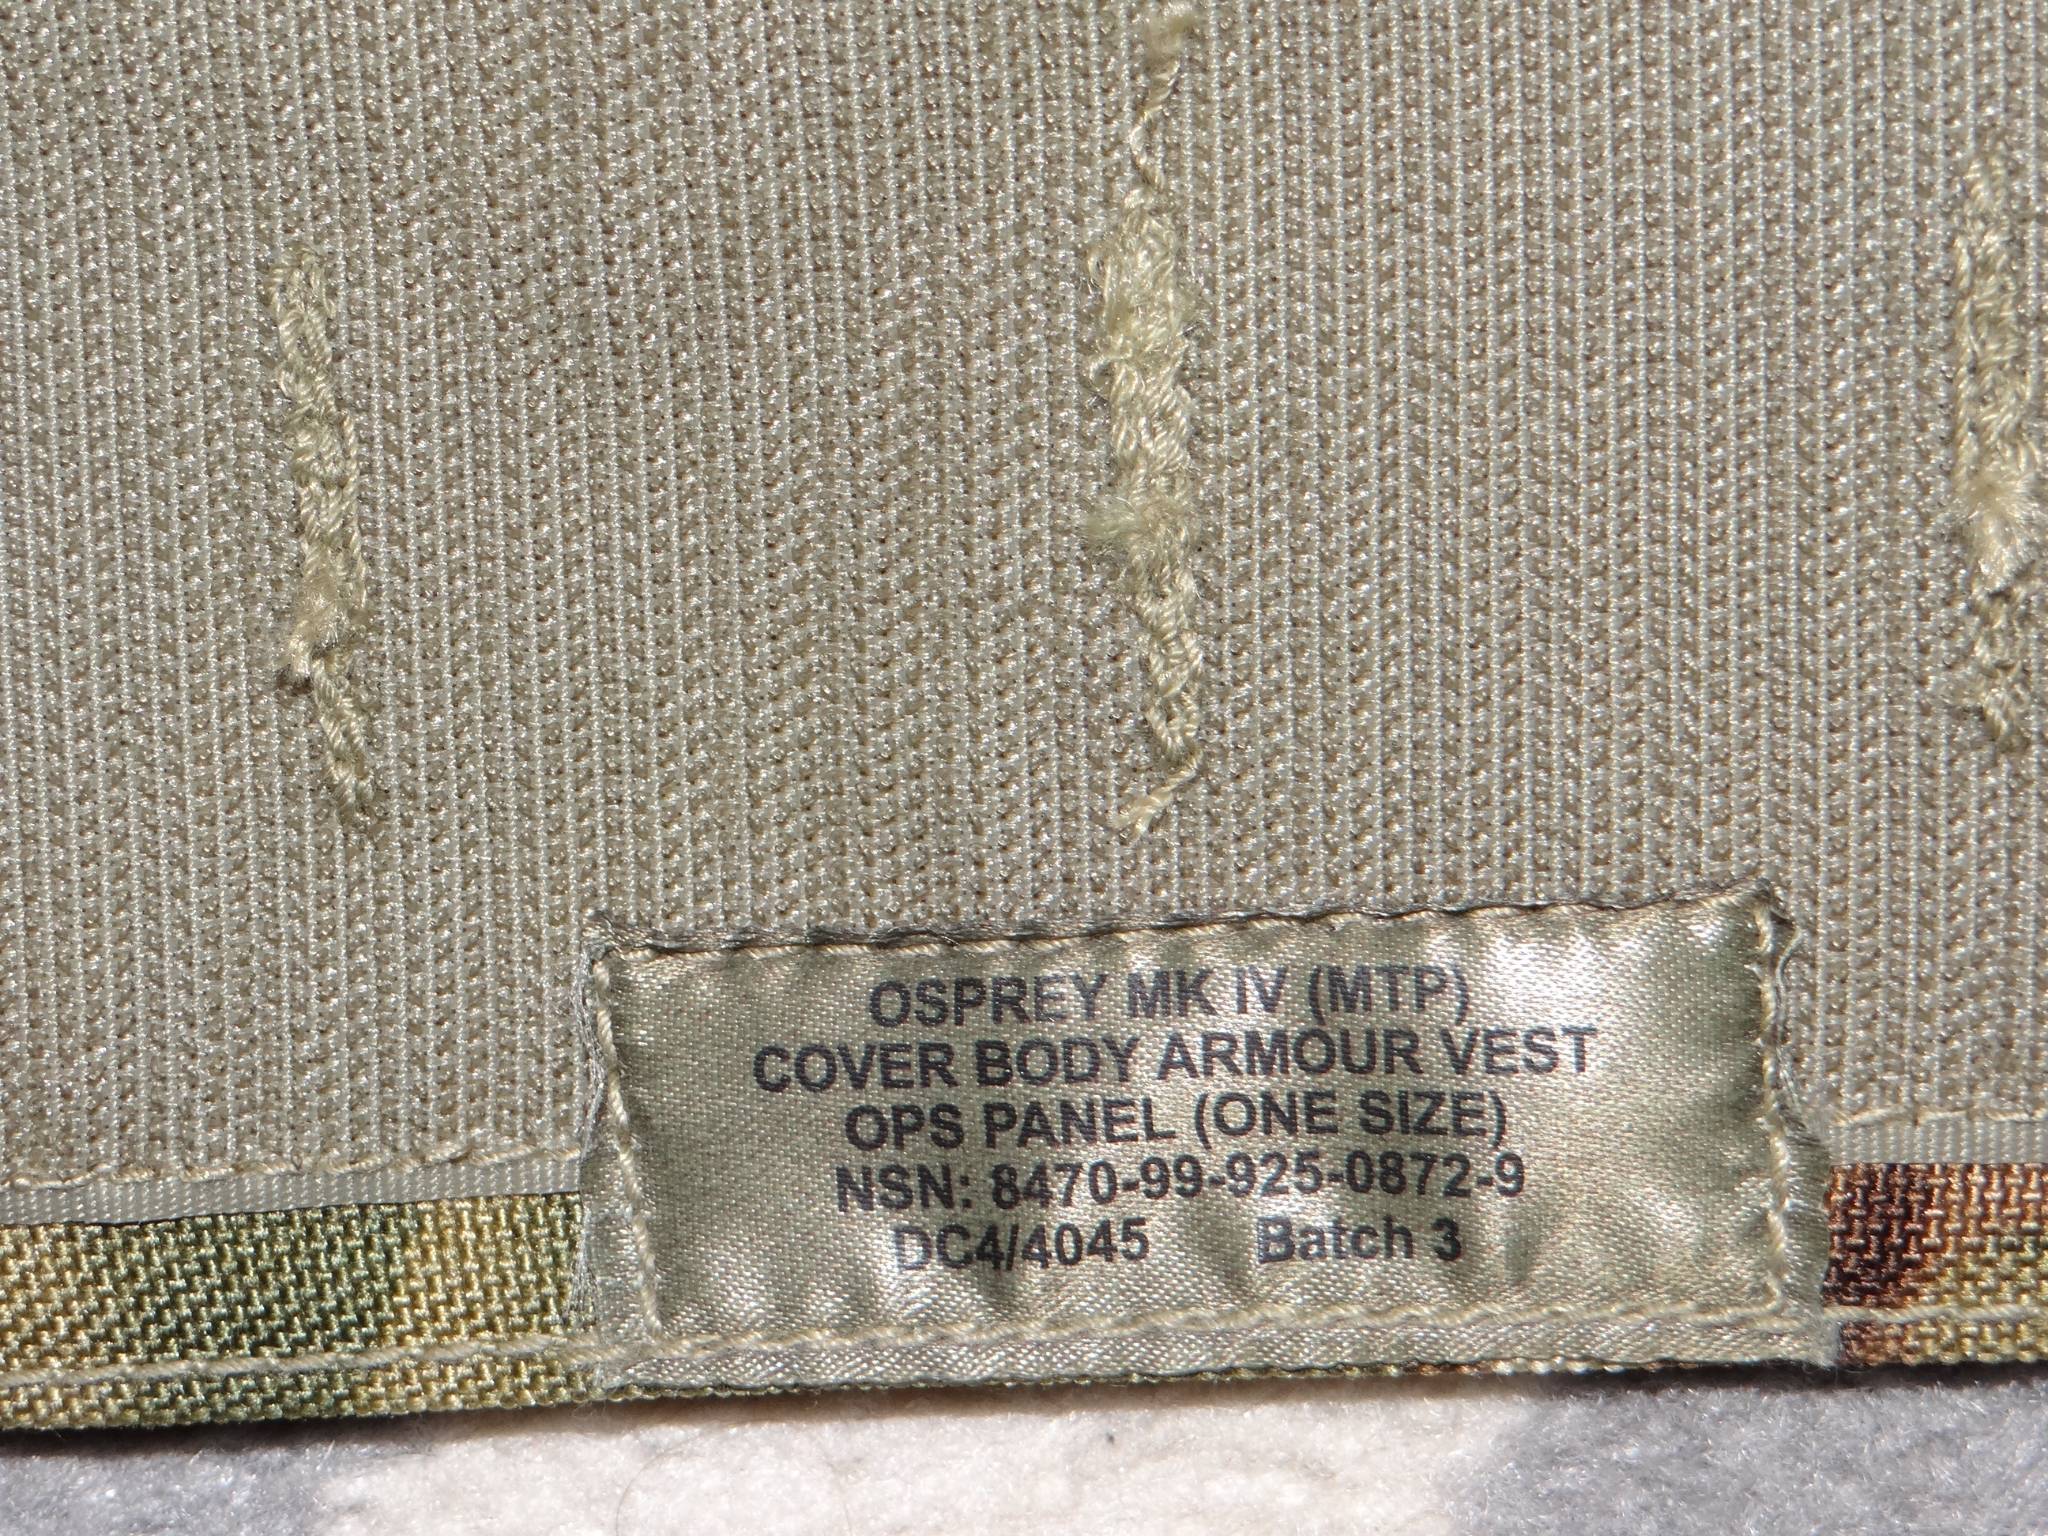 OSPREY MK IV (MTP)
COVER BODY ARMOUR VEST
OPS PANEL (ONE SIZE)
NSN: 8470-99-925-0872-9
DC4/4045 Batch 3